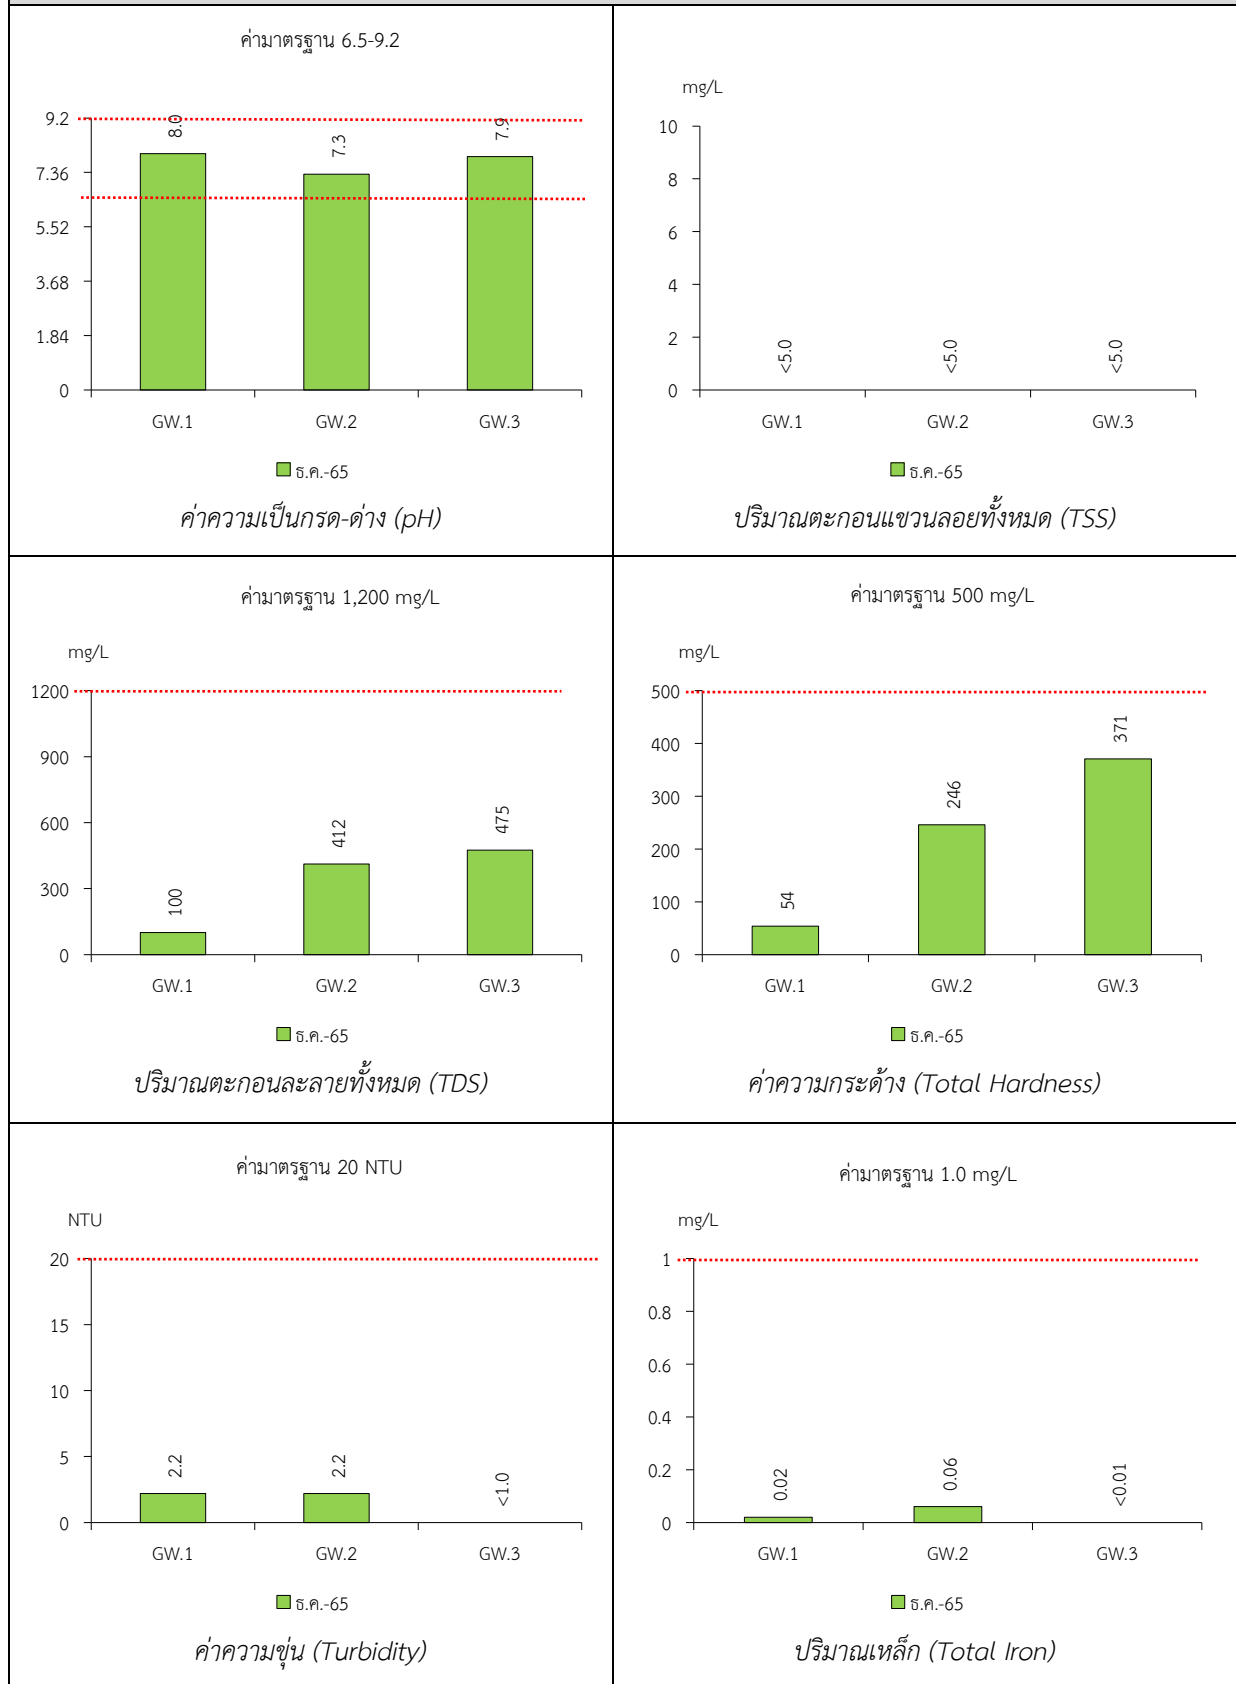 ค่ามาตรฐาน 6.5-9.2
9.2
7.36
5.52
3.68
1.84
0
8.0
7.3
7.9
GW.1 GW.2 GW.3
ธ.ค.-65
ค่าความเป็นกรด-ด่าง (pH)
mg/L
10
8
6
4
2
0
<5.0 <5.0 <5.0
GW.1 GW.2 GW.3
ธ.ค.-65
ปริมาณตะกอนแขวนลอยทั้งหมด (TSS)
ค่ามาตรฐาน 1,200 mg/L
mg/L
1200
900
600
300
0
100
412
475
GW.1 GW.2 GW.3
ธ.ค.-65
ปริมาณตะกอนละลายทั้งหมด (TDS)
ค่ามาตรฐาน 500 mg/L
mg/L
500
400
300
200
100
0
54
246
371
GW.1 GW.2 GW.3
ธ.ค.-65
ค่าความกระด้าง (Total Hardness)
ค่ามาตรฐาน 20 NTU
NTU
20
15
10
5
0
2.2
2.2
<1.0
GW.1 GW.2 GW.3
ธ.ค.-65
ค่าความขุ่น (Turbidity)
ค่ามาตรฐาน 1.0 mg/L
mg/L
1
0.8
0.6
0.4
0.2
0
0.02
0.06
<0.01
GW.1 GW.2 GW.3
ธ.ค.-65
ปริมาณเหล็ก (Total Iron)